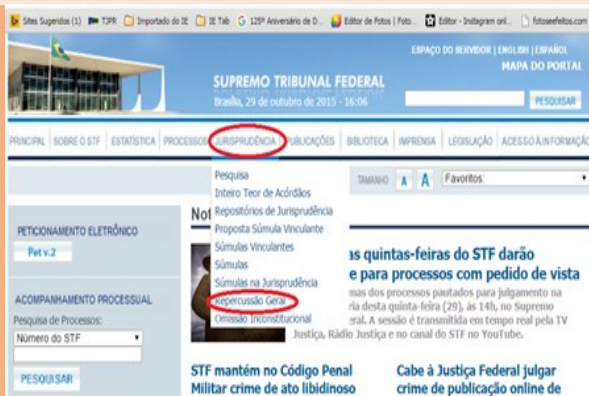 Sites Sugeridos (1) TJPR Importado do IE IE Tab 125º Aniversário de D... Editor de Fotos | Foto... Editor - Instagram onl... fotoseefeitos.com
ESPAÇO DO SERVIDOR | ENGLISH | ESPAÑOL
MAPA DO PORTAL
SUPREMO TRIBUNAL FEDERAL
Brasília, 29 de outubro de 2015 - 16:06
PESQUISAR
PRINCIPAL SOBRE O STF ESTATÍSTICA PROCESSOS JURISPRUDÊNCIA PUBLICAÇÕES BIBLIOTECA IMPRENSA LEGISLAÇÃO ACESSO À INFORMAÇÃO
TAMANHO A A Favoritos:
Pesquisa
Inteiro Teor de Acórdãos
Repositórios de Jurisprudência
Proposta Súmula Vinculante
Súmulas Vinculantes
Súmulas
Súmulas na Jurisprudência
Repercussão Geral
Omissão Inconstitucional
PETICIONAMENTO ELETRÔNICO
Pet v.2
ACOMPANHAMENTO PROCESSUAL
Pesquisa de Processos:
Número do STF
PESQUISAR
Not
as quintas-feiras do STF darão
e para processos com pedido de vista
mas dos processos pautados para julgamento na
ria desta quinta-feira (29), às 14h, no Supremo
eral. A sessão é transmitida em tempo real pela TV
Justiça, Rádio Justiça e no canal do STF no YouTube.
STF mantém no Código Penal
Militar crime de ato libidinoso
Cabe à Justiça Federal julgar
crime de publicação online de